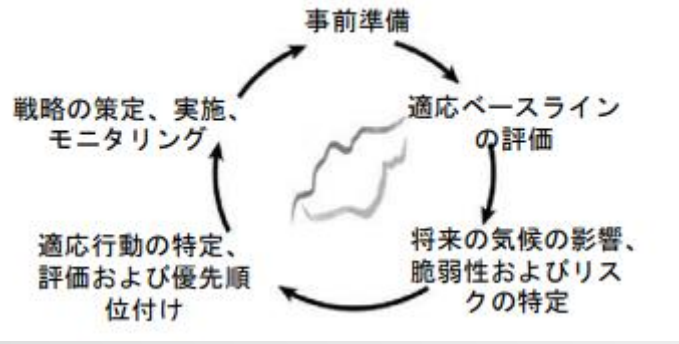 事前準備
適応ベースライン
の評価
将来の気候の影響、
脆弱性およびリス
クの特定
適応行動の特定、
評価および優先順
位付け
戦略の策定、実施、
モニタリング